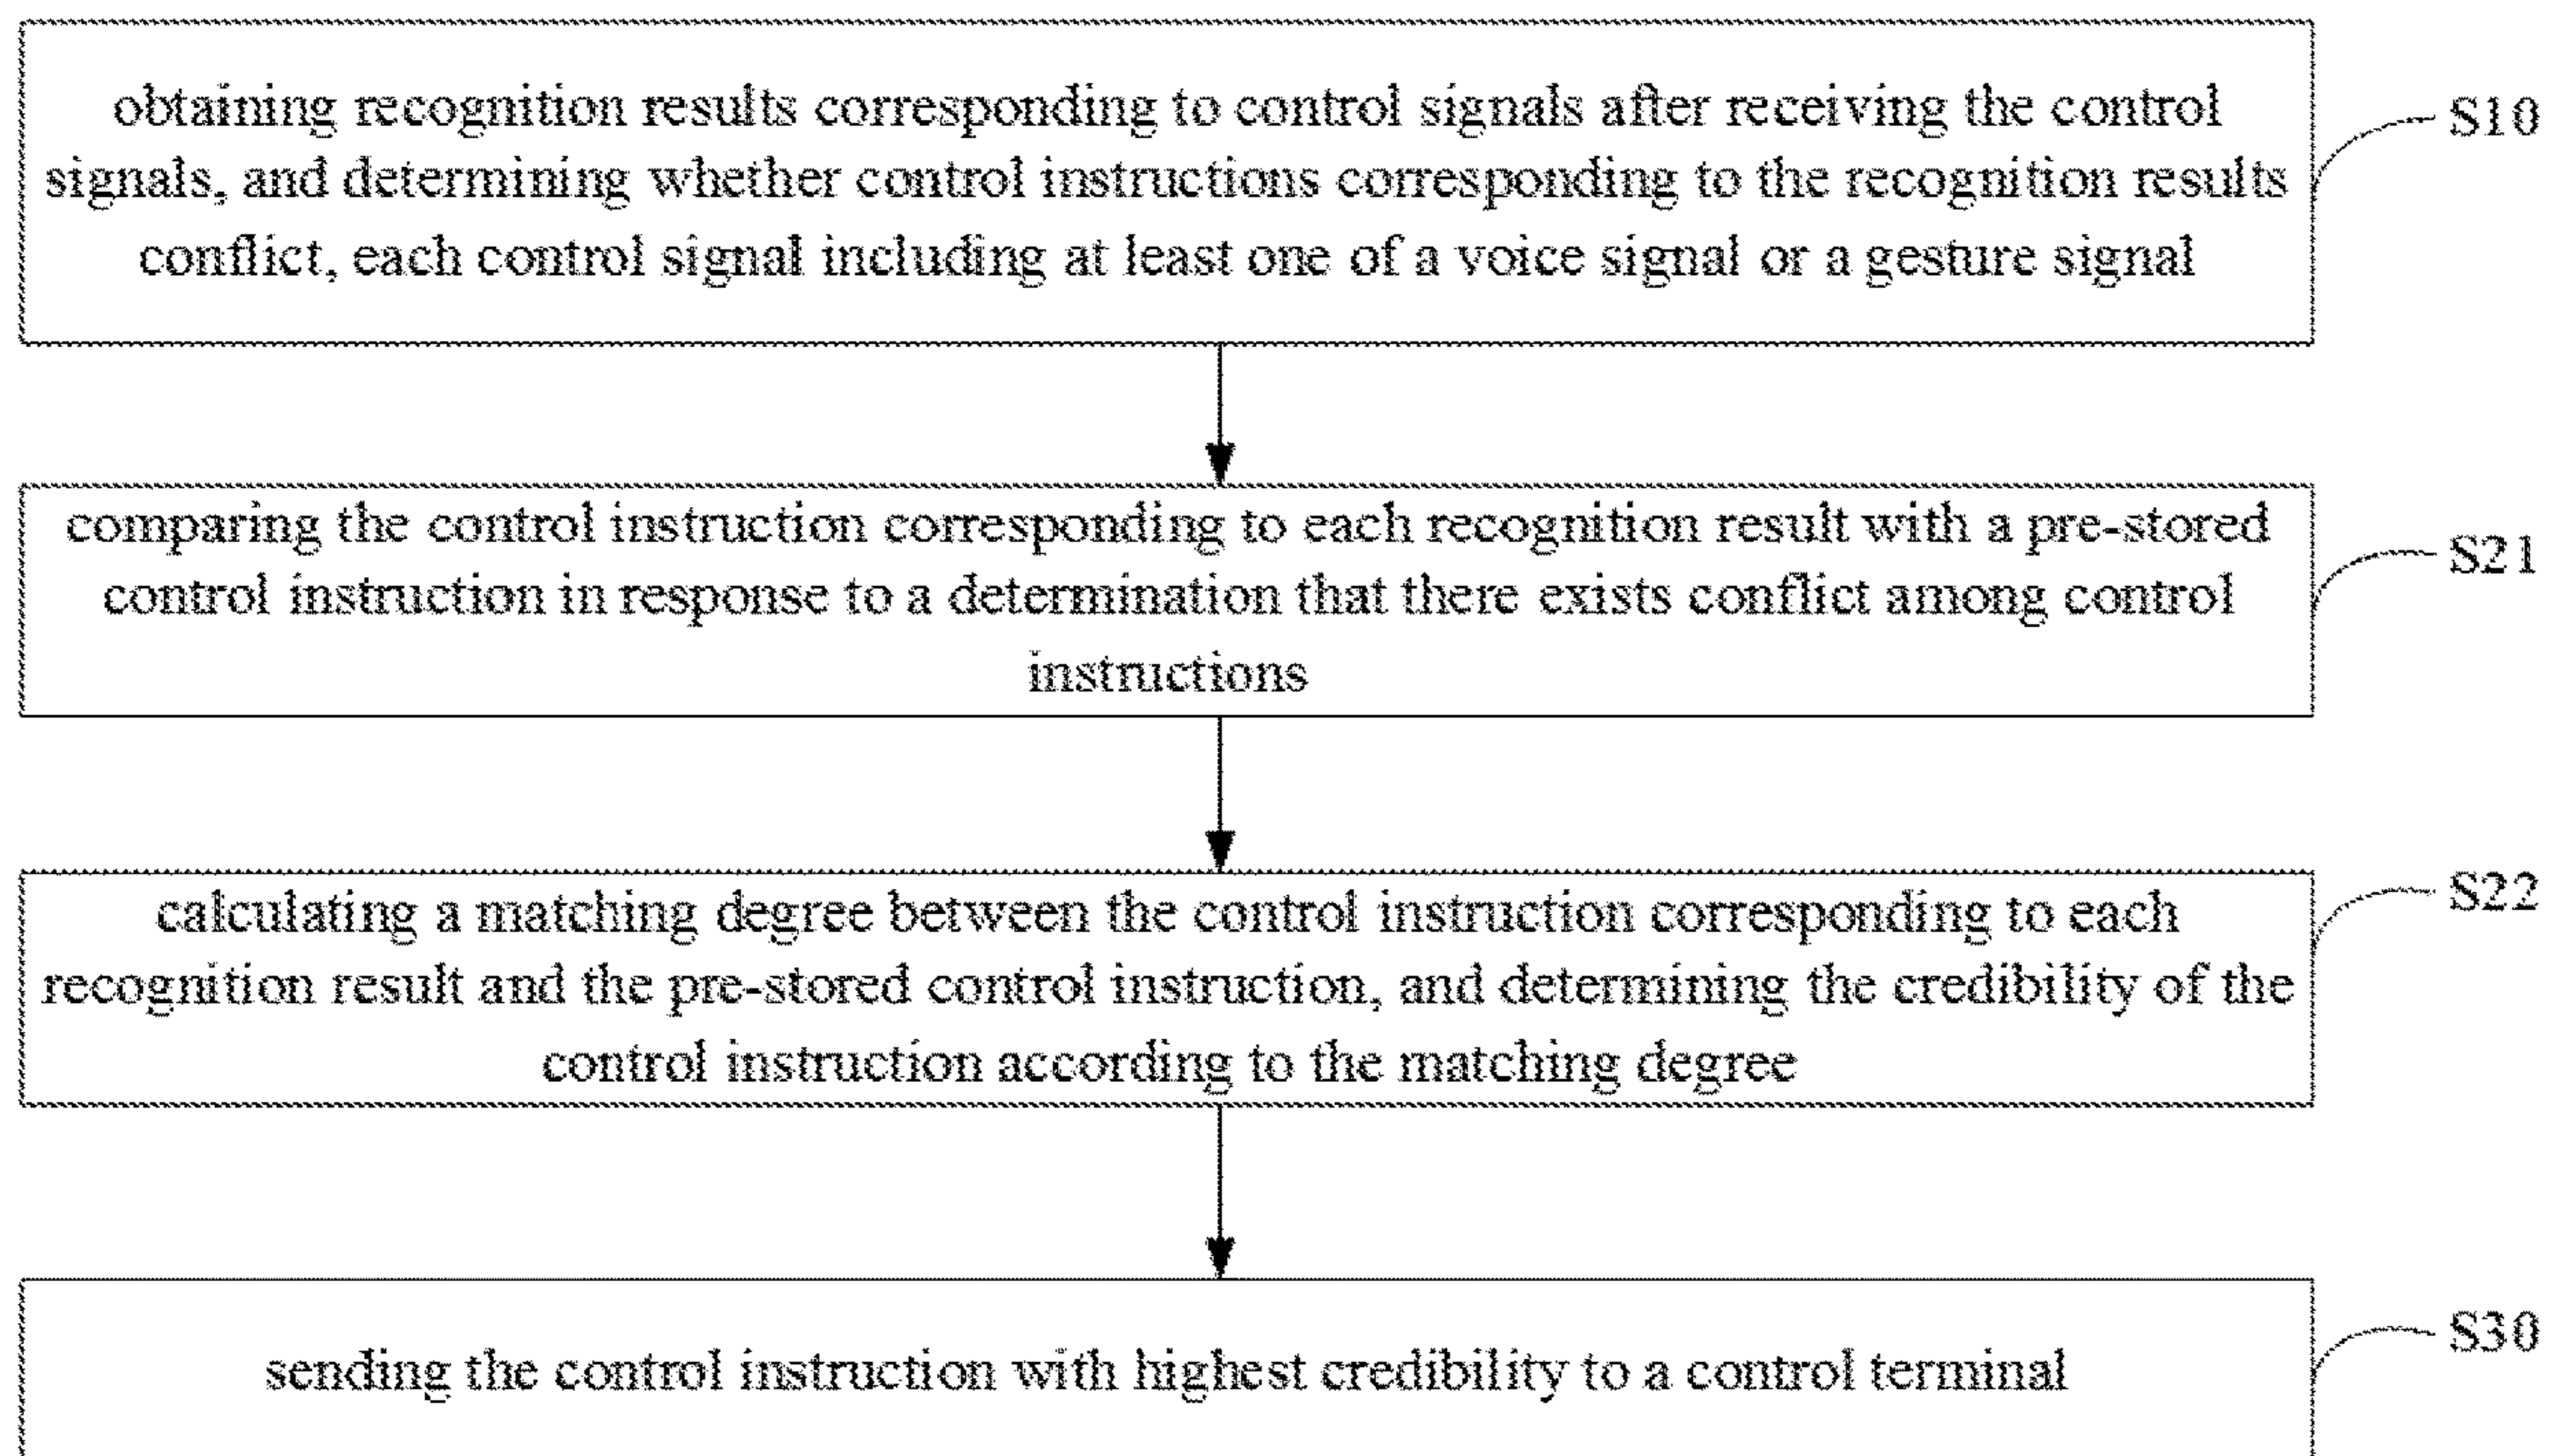 obtaining recognition results corresponding to control signals after receiving the control
signals, and determining whether control instructions corresponding to the recognition results
conflict, each control signal including at least one of a voice signal or a gesture signal
S10
comparing the control instruction corresponding to each recognition result with a pre-stored
control instruction in response to a determination that there exists conflict among control
instructions
S21
calculating a matching degree between the control instruction corresponding to each
recognition result and the pre-stored control instruction, and determining the credibility of the
control instruction according to the matching degree
S22
sending the control instruction with highest credibility to a control terminal
S30